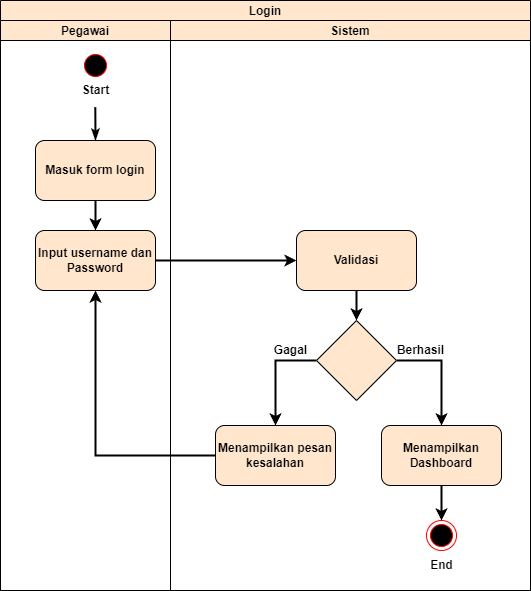 Login
Pegawai
Sistem
Start
Masuk form login
Input username dan
Password
Validasi
Gagal
Berhasil
Menampilkan pesan
kesalahan
Menampilkan
Dashboard
End